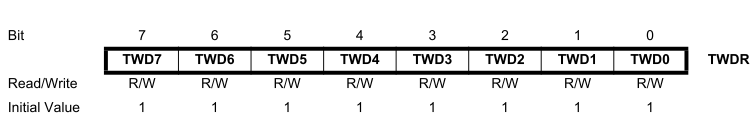 Bit 7 6 5 4 3 2 1 0
TWD7 TWD6 TWD5 TWD4 TWD3 TWD2 TWD1 TWD0 TWDR
Read/Write R/W R/W R/W R/W R/W R/W R/W R/W
Initial Value 1 1 1 1 1 1 1 1